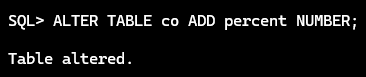 SQL> ALTER TABLE co ADD percent NUMBER;
Table altered.